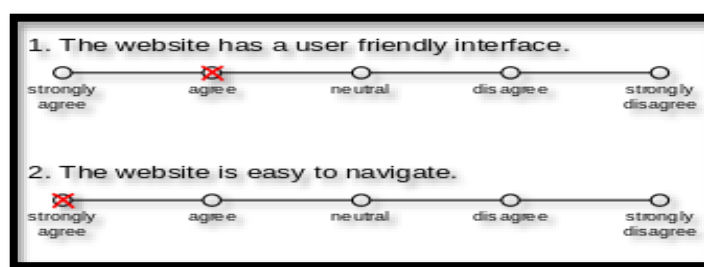 1. The website has a user friendly interface.
strongly agree agree neutral disagree strongly disagree
2. The website is easy to navigate.
strongly agree agree neutral disagree strongly disagree